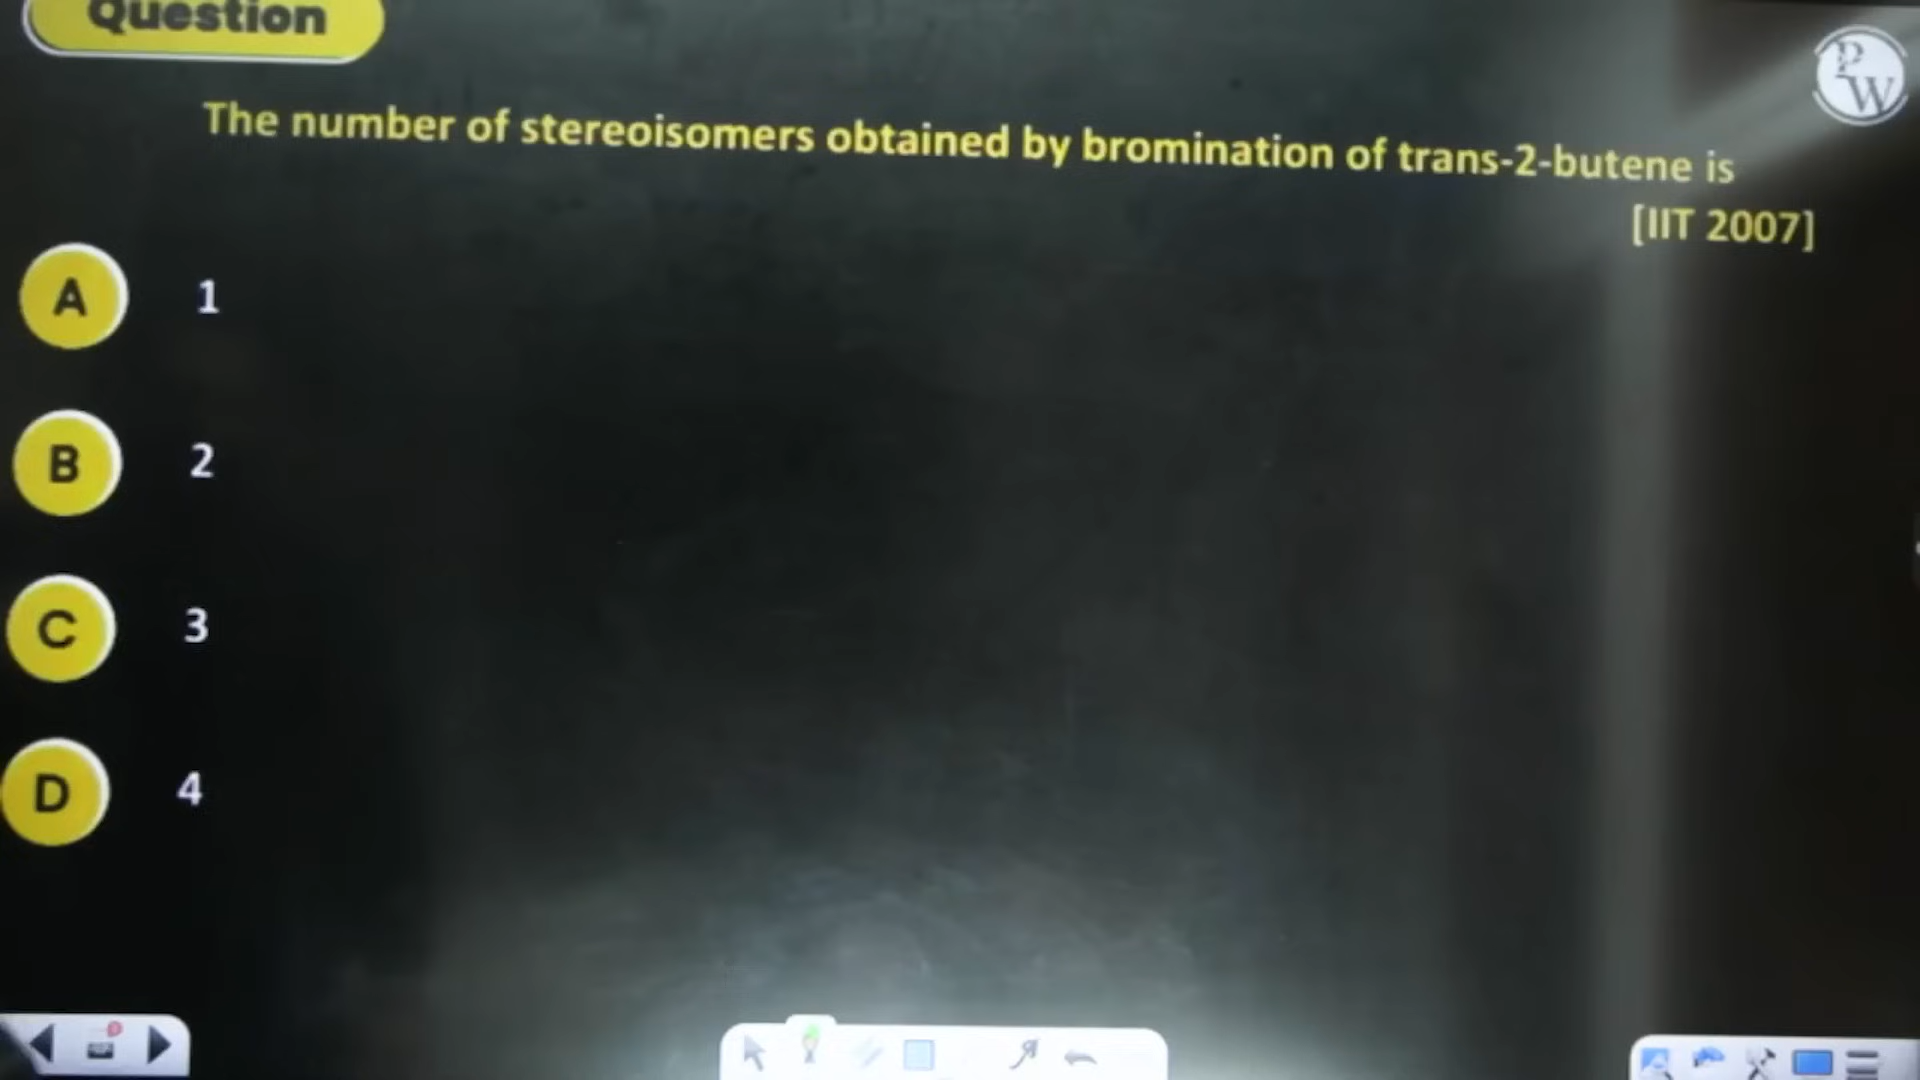 Question
The number of stereoisomers obtained by bromination of trans-2-butene is
[IIT 2007]
A 1
B 2
C 3
D 4
PW